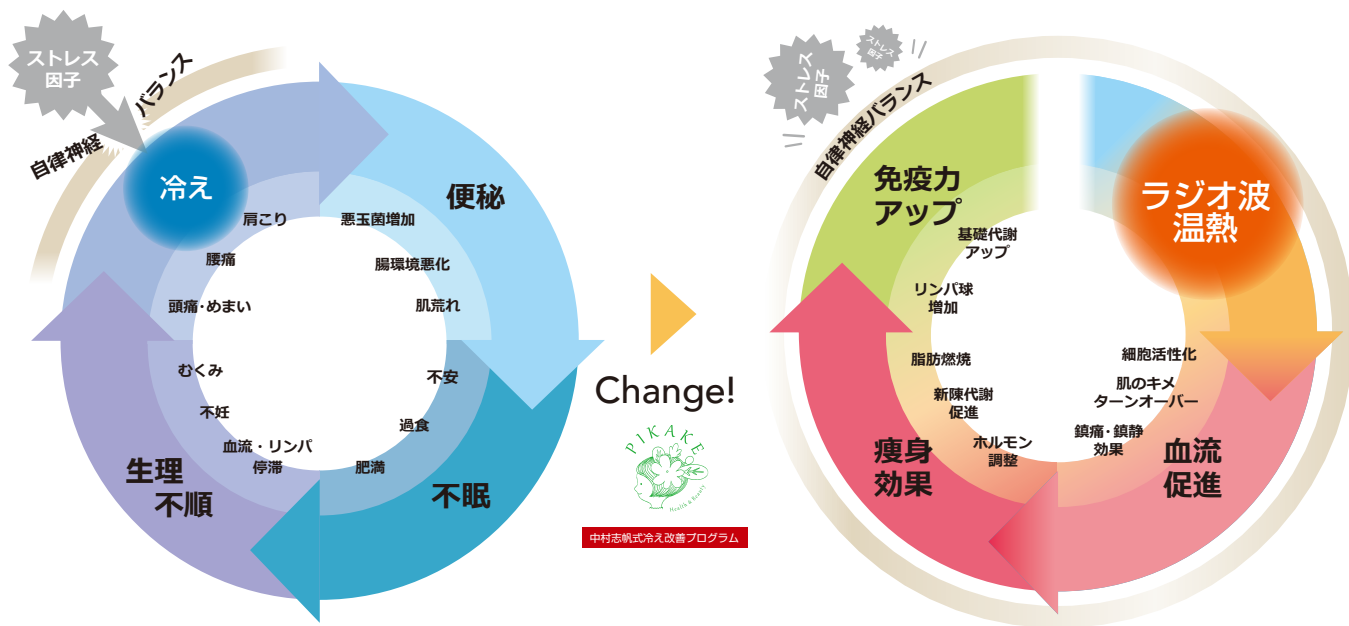 ストレス
因子
自律神経
バランス
冷え
肩こり
腰痛
頭痛・めまい
便秘
悪玉菌増加
腸環境悪化
肌荒れ
不眠
不安
過食
肥満
生理
不順
むくみ
不妊
血流・リンパ
停滞
Change!
PIKAKE
Health & Beauty
中村志帆式冷え改善プログラム
ストレス
因子
ストレス
因子
自律神経バランス
ラジオ波
温熱
細胞活性化
肌のキメ
ターンオーバー
鎮痛・鎮静
効果
血流
促進
ホルモン
調整
新陳代謝
促進
脂肪燃焼
痩身
効果
リンパ球
増加
基礎代謝
アップ
免疫力
アップ